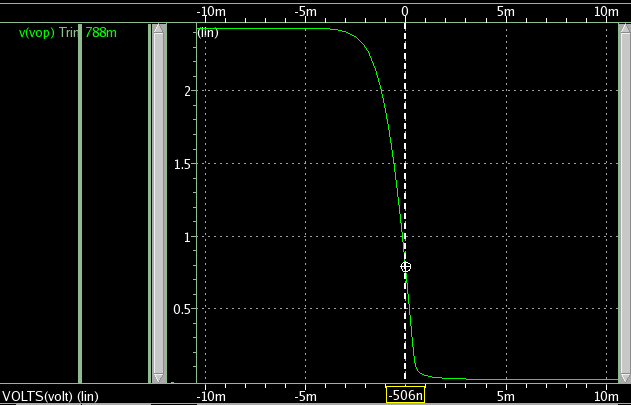 -10m -5m 0 5m 10m
v(vop) Trin 788m
(lin)
2
1.5
1
0.5
VOLTS(volt) (lin)
-10m -5m -506n 5m 10m